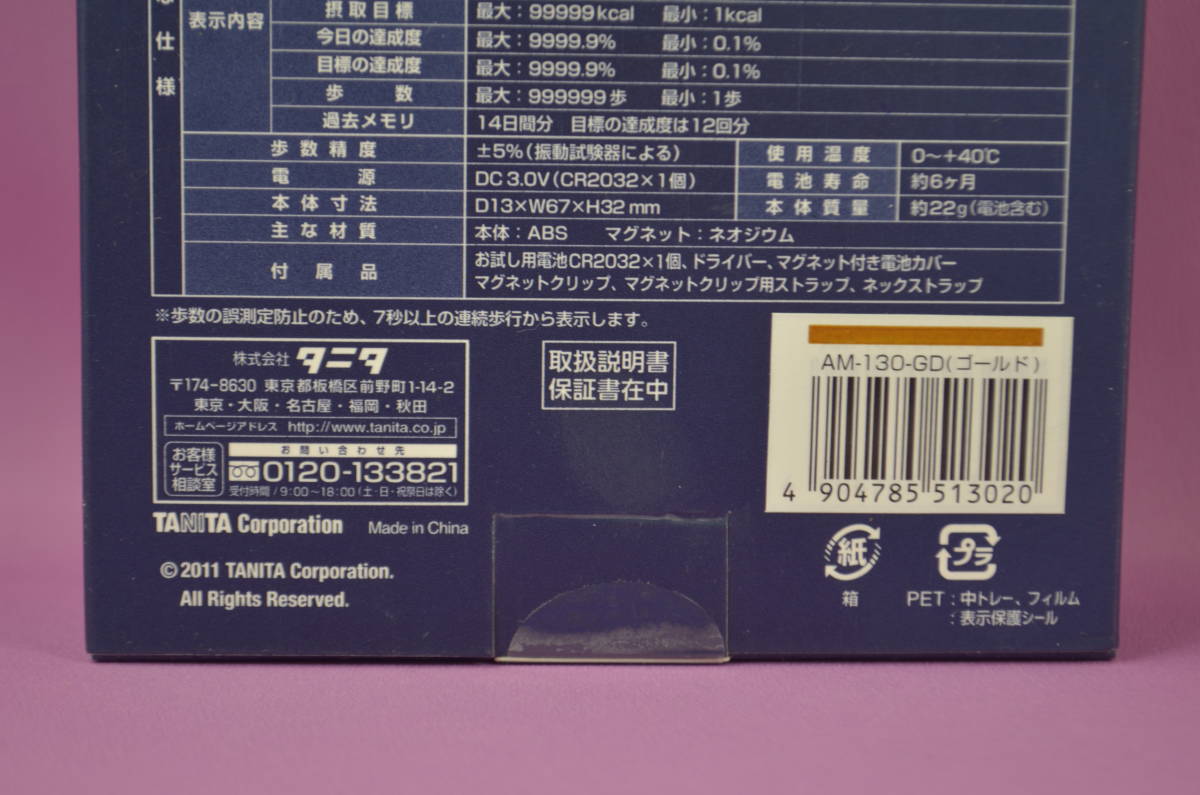 な仕様
表示内容
摂取目標 最大：99999kcal 最小：1kcal
今日の達成度 最大：9999.9% 最小：0.1%
目標の達成度 最大：9999.9% 最小：0.1%
歩数 最大：999999歩 最小：1歩
過去メモリ 14日間分 目標の達成度は12回分
歩数精度 ±5%（振動試験器による） 使用温度 0〜+40℃
電源 DC 3.0V（CR2032×1個） 電池寿命 約6ヶ月
本体寸法 D13×W67×H32 mm 本体質量 約22g（電池含む）
主な材質 本体：ABS マグネット：ネオジウム
付属品 お試し用電池CR2032×1個、ドライバー、マグネット付き電池カバー
マグネットクリップ、マグネットクリップ用ストラップ、ネックストラップ
※歩数の誤測定防止のため、7秒以上の連続歩行から表示します。
株式会社 タニタ
〒174-8630 東京都板橋区前野町1-14-2
東京・大阪・名古屋・福岡・秋田
ホームページアドレス http://www.tanita.co.jp
お客様
サービス
相談室
お問い合わせ先
0120-133821
受付時間/9:00〜18:00（土・日・祝祭日は除く）
TANITA Corporation Made in China
© 2011 TANITA Corporation.
All Rights Reserved.
取扱説明書
保証書在中
AM-130-GD（ゴールド）
4 904785 513020
紙
箱
プラ
PET：中トレー、フィルム
：表示保護シール